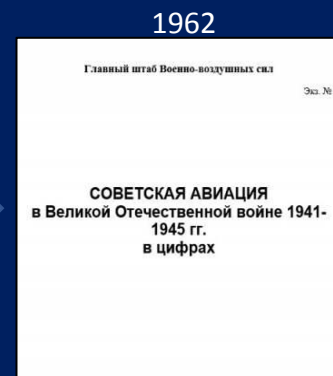 1962
Главный штаб Военно-воздушных сил
Экз. №
СОВЕТСКАЯ АВИАЦИЯ
в Великой Отечественной войне 1941-
1945 гг.
в цифрах